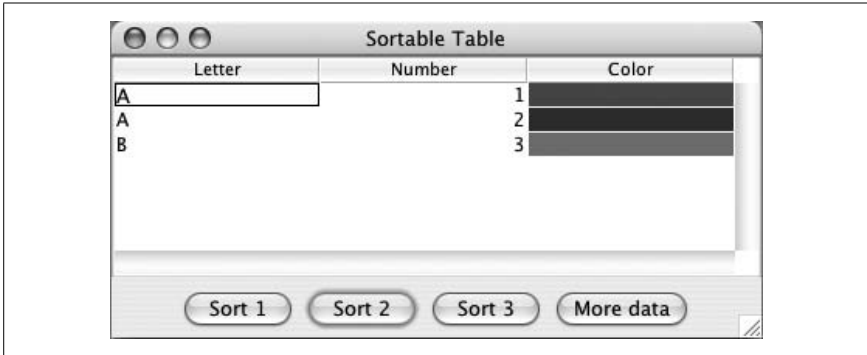 Sortable Table
Letter Number Color
A 1
A 2
B 3
Sort 1 Sort 2 Sort 3 More data